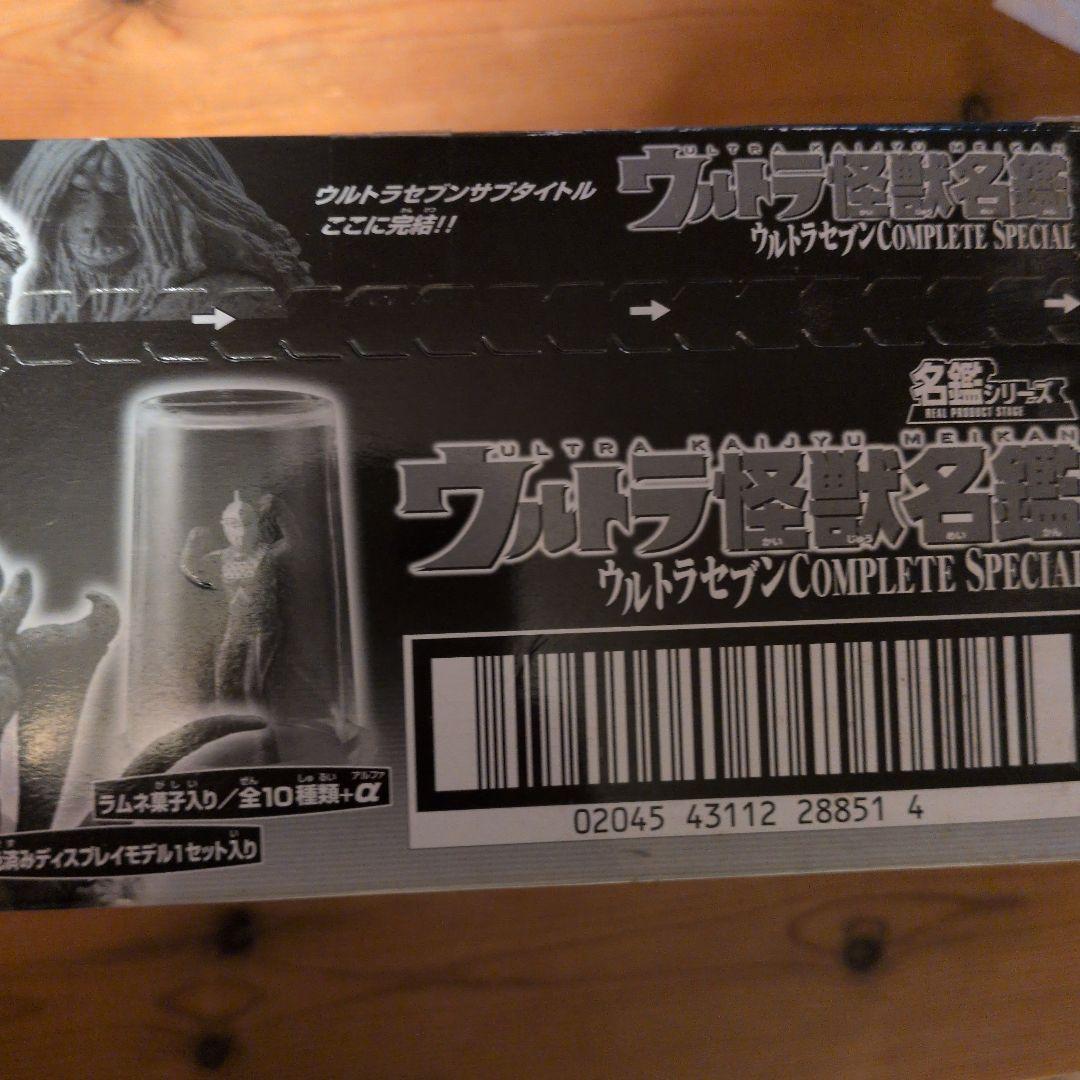 ULTRA KAIJYU MEIKAN
ウルトラ怪獣名鑑
ウルトラセブンCOMPLETE SPECIAL
ウルトラセブンサブタイトル
ここに完結!!
名鑑シリーズ
REAL PRODUCT STAGE
ULTRA KAIJYU MEIKAN
ウルトラ怪獣名鑑
ウルトラセブンCOMPLETE SPECIAL
ラムネ菓子入り/全10種類+α
済みディスプレイモデル1セット入り
02045 43112 28851 4